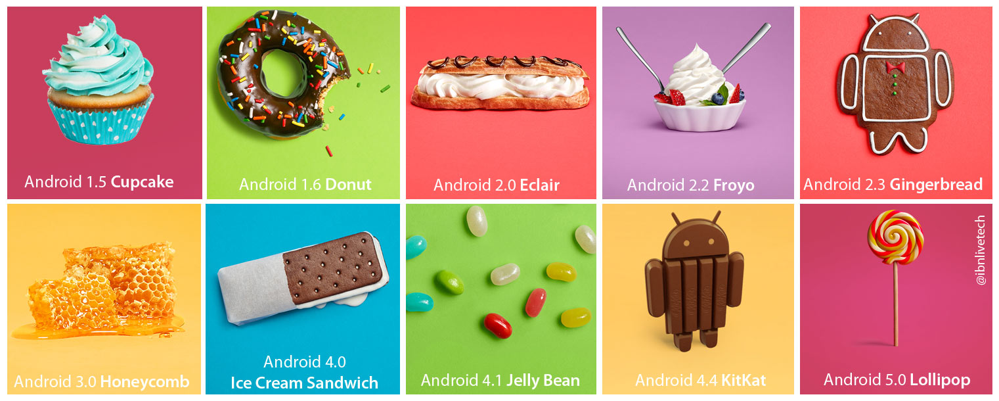 Android 1.5 Cupcake
Android 1.6 Donut
Android 2.0 Eclair
Android 2.2 Froyo
Android 2.3 Gingerbread
Android 3.0 Honeycomb
Android 4.0
Ice Cream Sandwich
Android 4.1 Jelly Bean
Android 4.4 KitKat
Android 5.0 Lollipop
@ibnlivetech